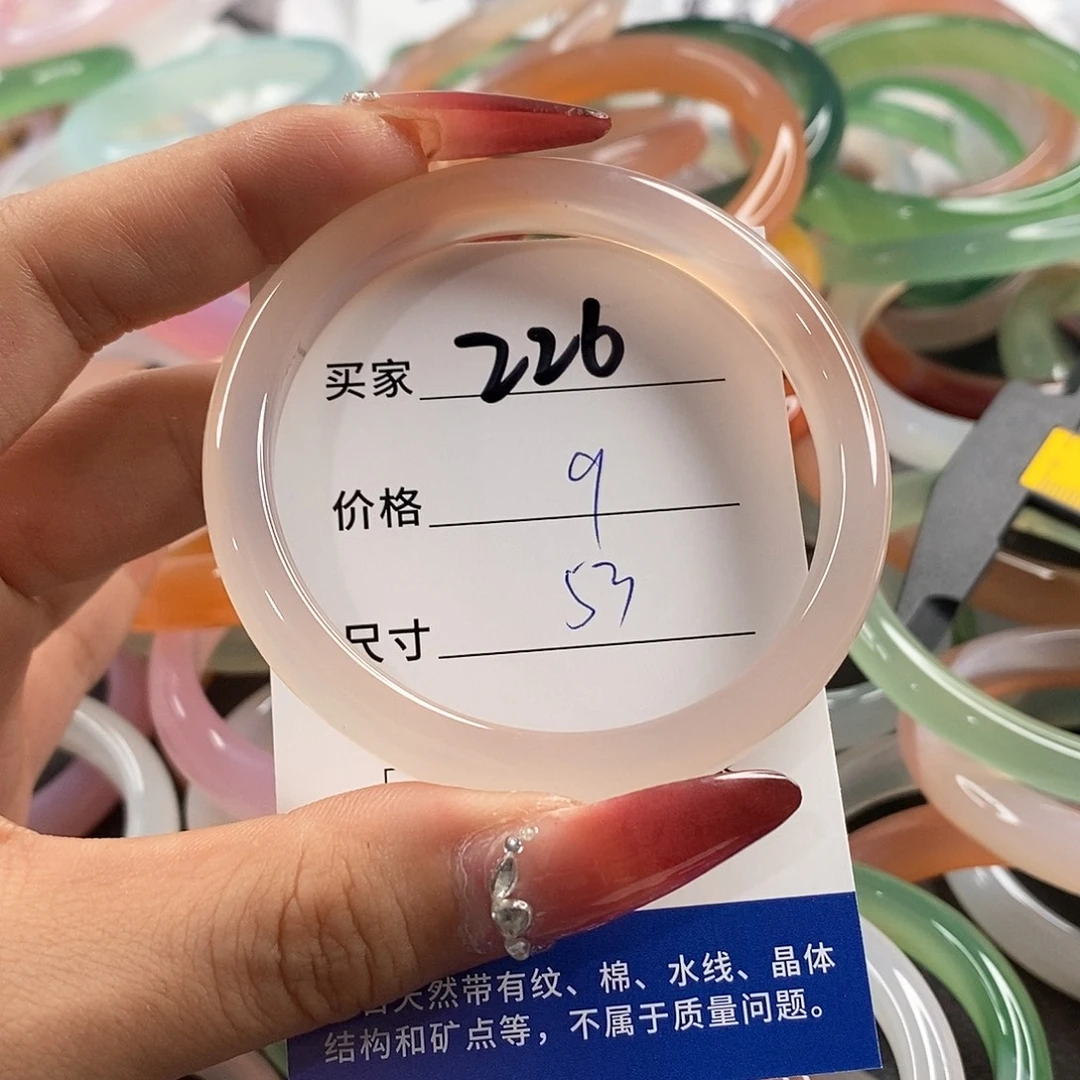 买家 226
价格 9
尺寸 53
天然带有纹、棉、水线、晶体
结构和矿点等，不属于质量问题。